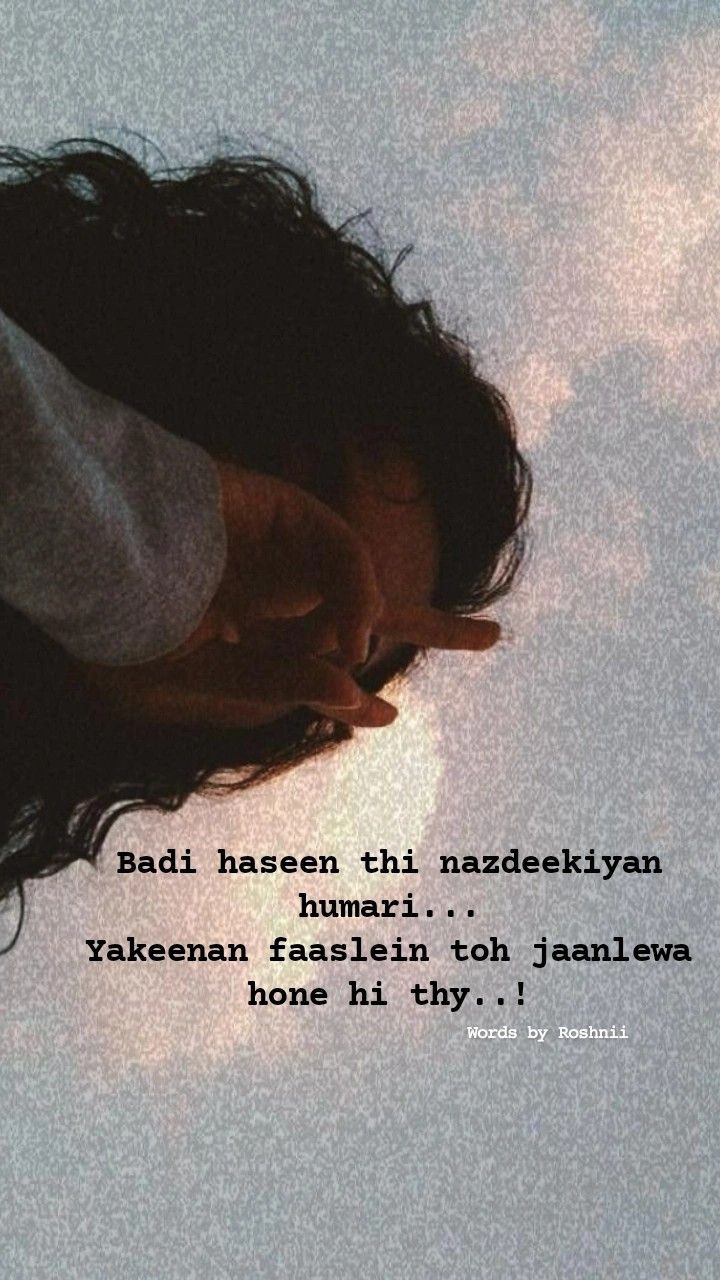 Badi haseen thi nazdeekiyan
humari...
Yakeenan faaslein toh jaanlewa
hone hi thy..!
Words by Roshnii